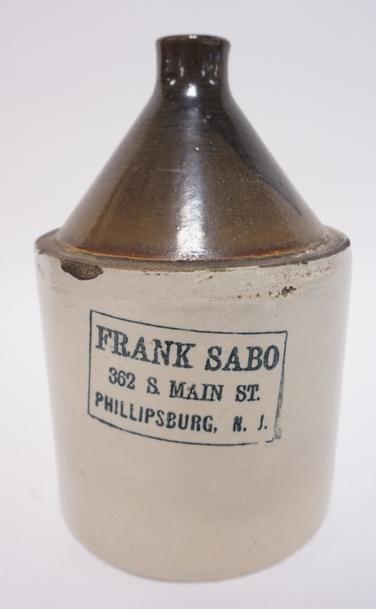 FRANK SABO
362 S. MAIN ST.
PHILLIPSBURG, N. J.